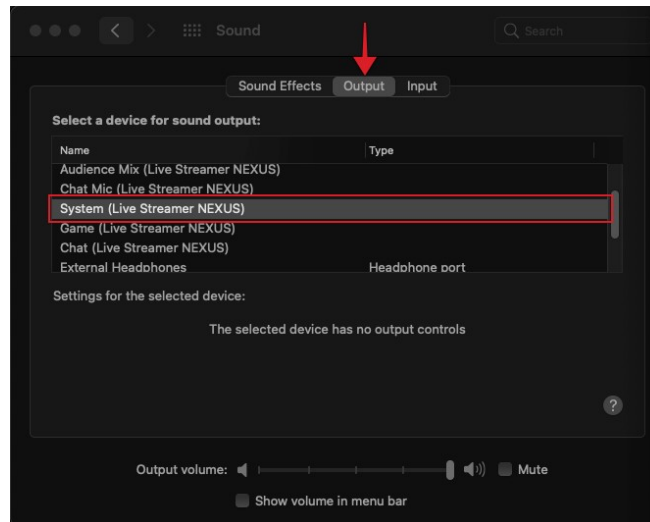 Sound
Search
Sound Effects Output Input
Select a device for sound output:
Name Type
Audience Mix (Live Streamer NEXUS)
Chat Mic (Live Streamer NEXUS)
System (Live Streamer NEXUS)
Game (Live Streamer NEXUS)
Chat (Live Streamer NEXUS)
External Headphones Headphone port
Settings for the selected device:
The selected device has no output controls
?
Output volume: Mute
Show volume in menu bar